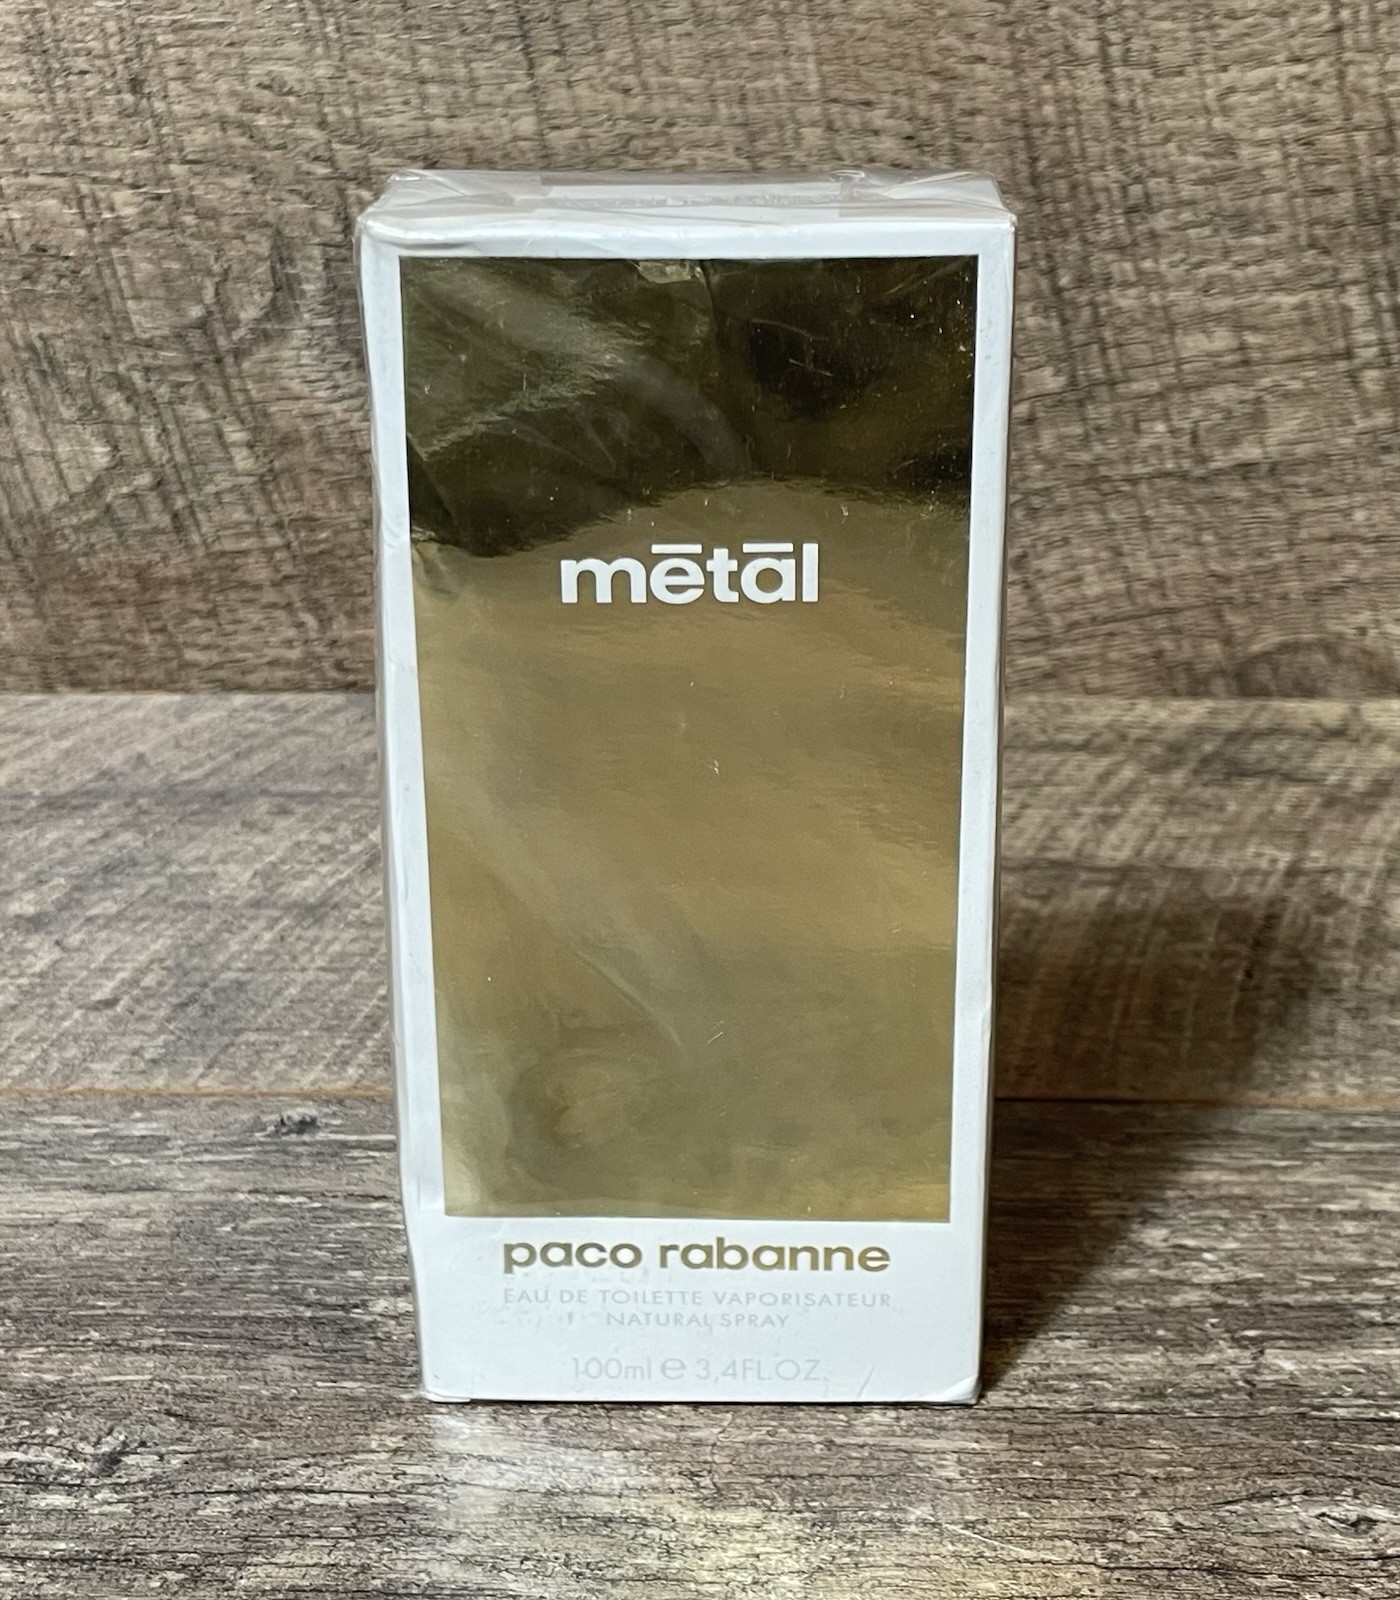 mētāl
paco rabanne
EAU DE TOILETTE VAPORISATEUR
NATURAL SPRAY
100ml ℮ 3,4FL.OZ.